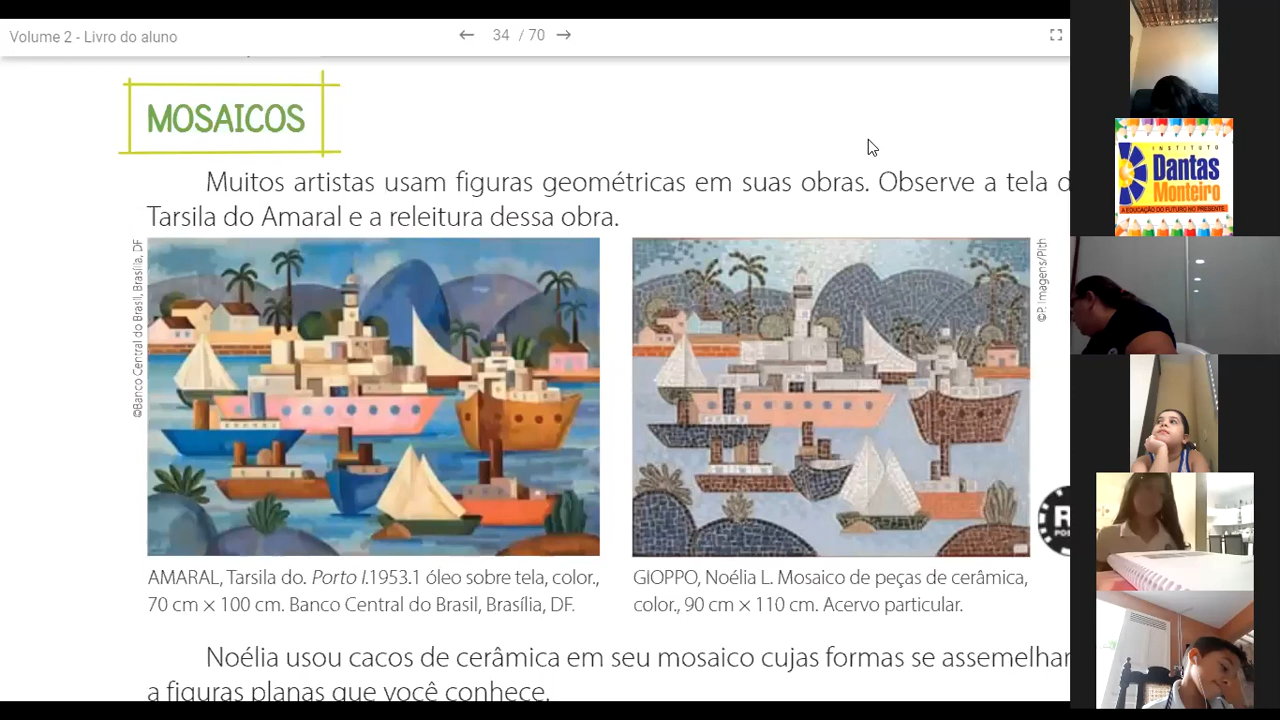 Volume 2 - Livro do aluno
34 / 70
MOSAICOS
Muitos artistas usam figuras geométricas em suas obras. Observe a tela d
Tarsila do Amaral e a releitura dessa obra.
©Banco Central do Brasil, Brasília, DF
©P. Imagens/Pith
AMARAL, Tarsila do. Porto I.1953.1 óleo sobre tela, color.,
70 cm × 100 cm. Banco Central do Brasil, Brasília, DF.
GIOPPO, Noélia L. Mosaico de peças de cerâmica,
color., 90 cm × 110 cm. Acervo particular.
Noélia usou cacos de cerâmica em seu mosaico cujas formas se assemelhar
a figuras planas que você conhece.
INSTITUTO
Dantas
Monteiro
A EDUCAÇÃO DO FUTURO NO PRESENTE